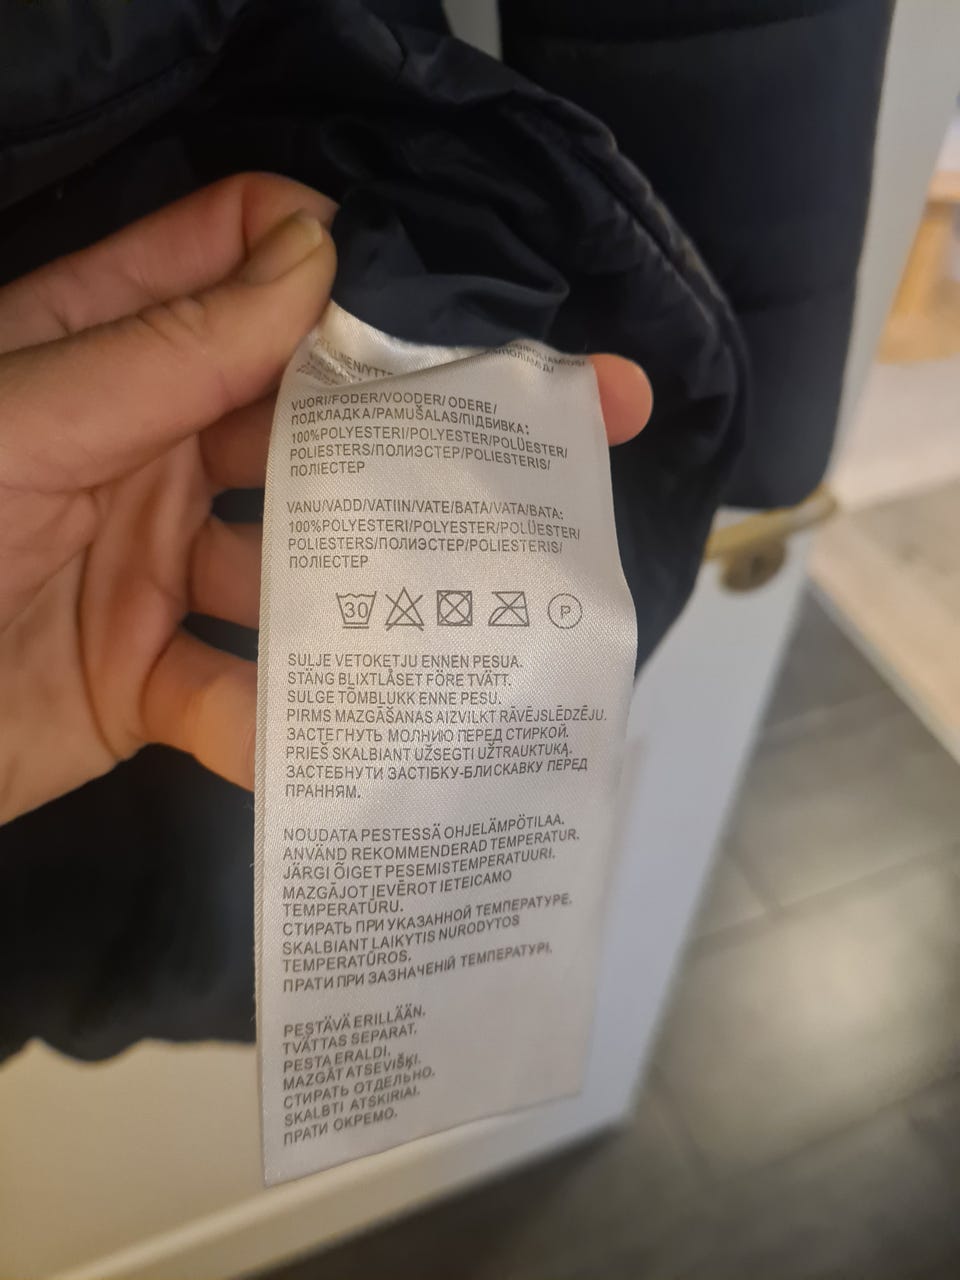 VUORI/FODER/VOODER/ODERE/
ПОДКЛАДКА/PAMUŠALAS/ПІДБИВКА:
100%POLYESTERI/POLYESTER/POLÜESTER/
POLIESTERS/ПОЛИЭСТЕР/POLIESTERIS/
ПОЛІЕСТЕР
VANU/VADD/VATIIN/VATE/ВАТА/VATA/ВАТА:
100%POLYESTERI/POLYESTER/POLÜESTER/
POLIESTERS/ПОЛИЭСТЕР/POLIESTERIS/
ПОЛІЕСТЕР
30 P
SULJE VETOKETJU ENNEN PESUA.
STÄNG BLIXTLÅSET FÖRE TVÄTT.
SULGE TÕMBLUKK ENNE PESU.
PIRMS MAZGĀŠANAS AIZVILKT RĀVĒJSLĒDZĒJU.
ЗАСТЕГНУТЬ МОЛНИЮ ПЕРЕД СТИРКОЙ.
PRIEŠ SKALBIANT UŽSEGTI UŽTRAUKTUKĄ.
ЗАСТЕБНУТИ ЗАСТІБКУ-БЛИСКАВКУ ПЕРЕД
ПРАННЯМ.
NOUDATA PESTESSÄ OHJELÄMPÖTILAA.
ANVÄND REKOMMENDERAD TEMPERATUR.
JÄRGI ÕIGET PESEMISTEMPERATUURI.
MAZGĀJOT IEVĒROT IETEICAMO
TEMPERATŪRU.
СТИРАТЬ ПРИ УКАЗАННОЙ ТЕМПЕРАТУРЕ.
SKALBIANT LAIKYTIS NURODYTOS
TEMPERATŪROS.
ПРАТИ ПРИ ЗАЗНАЧЕНІЙ ТЕМПЕРАТУРІ.
PESTÄVÄ ERILLÄÄN.
TVÄTTAS SEPARAT.
PESTA ERALDI.
MAZGĀT ATSEVIŠĶI.
СТИРАТЬ ОТДЕЛЬНО.
SKALBTI ATSKIRIAI.
ПРАТИ ОКРЕМО.